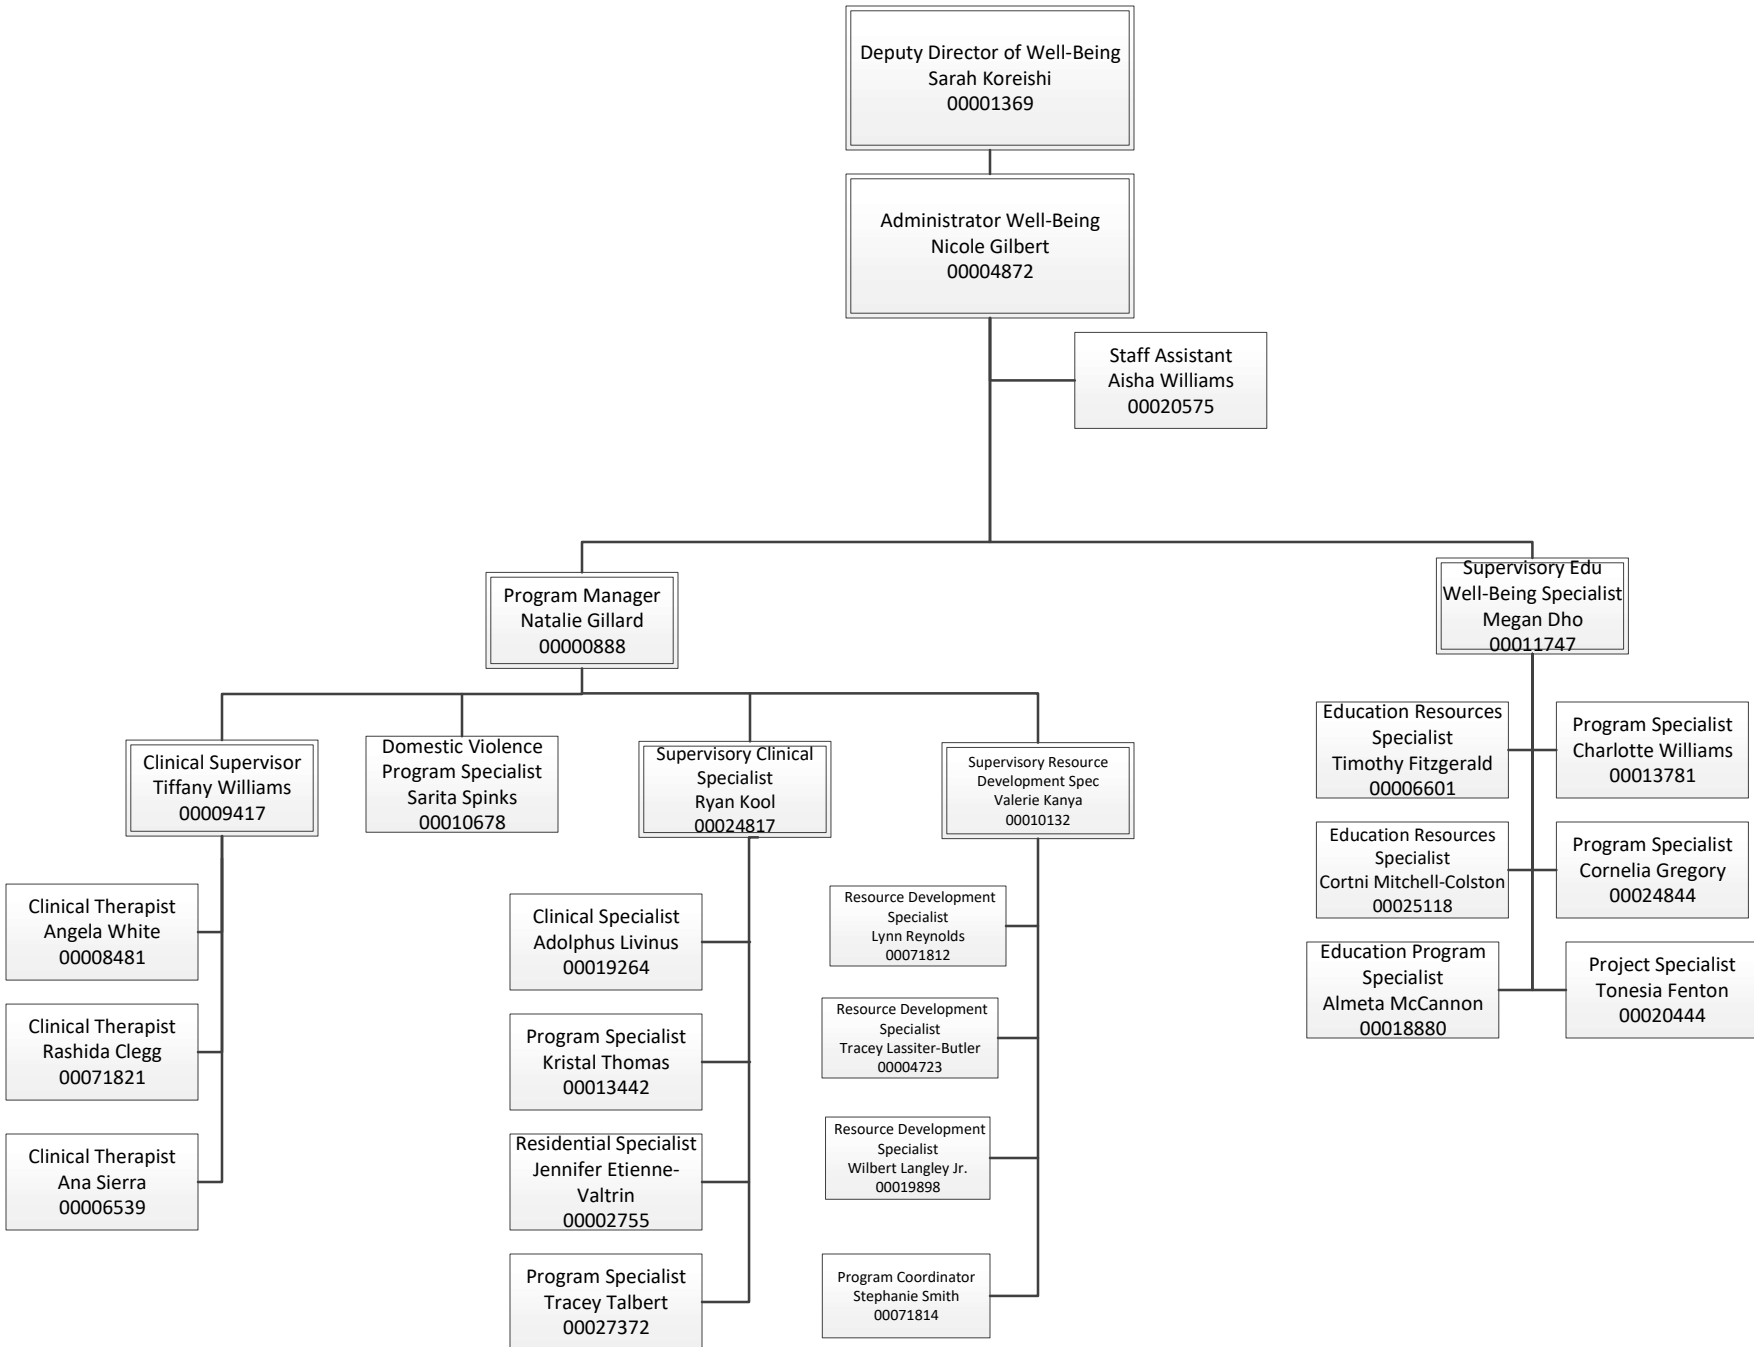 Deputy Director of Well-Being
Sarah Koreishi
00001369
Administrator Well-Being
Nicole Gilbert
00004872
Staff Assistant
Aisha Williams
00020575
Program Manager
Natalie Gillard
00000888
Supervisory Edu
Well-Being Specialist
Megan Dho
00011747
Clinical Supervisor
Tiffany Williams
00009417
Domestic Violence
Program Specialist
Sarita Spinks
00010678
Supervisory Clinical
Specialist
Ryan Kool
00024817
Supervisory Resource
Development Spec
Valerie Kanya
00010132
Clinical Therapist
Angela White
00008481
Clinical Therapist
Rashida Clegg
00071821
Clinical Therapist
Ana Sierra
00006539
Clinical Specialist
Adolphus Livinus
00019264
Program Specialist
Kristal Thomas
00013442
Residential Specialist
Jennifer Etienne-
Valtrin
00002755
Program Specialist
Tracey Talbert
00027372
Resource Development
Specialist
Lynn Reynolds
00071812
Resource Development
Specialist
Tracey Lassiter-Butler
00004723
Resource Development
Specialist
Wilbert Langley Jr.
00019898
Program Coordinator
Stephanie Smith
00071814
Education Resources
Specialist
Timothy Fitzgerald
00006601
Program Specialist
Charlotte Williams
00013781
Education Resources
Specialist
Cortni Mitchell-Colston
00025118
Program Specialist
Cornelia Gregory
00024844
Education Program
Specialist
Almeta McCannon
00018880
Project Specialist
Tonesia Fenton
00020444